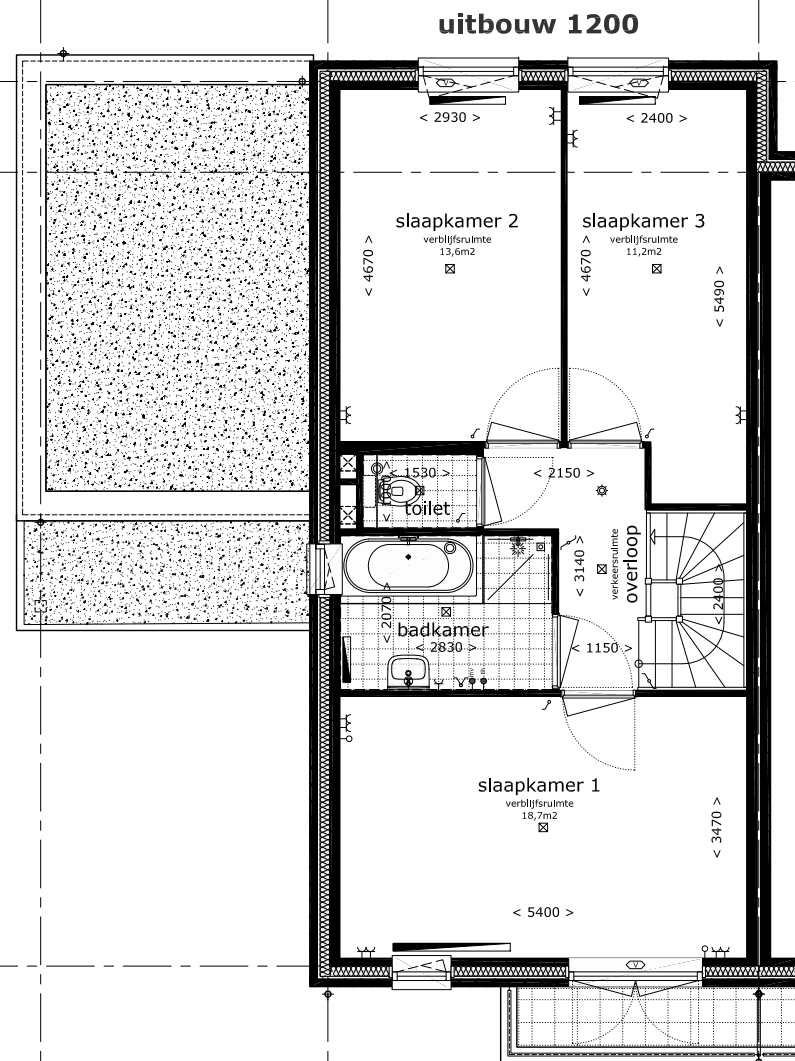 uitbouw 1200
V
V
< 2930 >
< 2400 >
slaapkamer 2
verblijfsruimte
13,6m2
slaapkamer 3
verblijfsruimte
11,2m2
< 4670 >
< 4670 >
< 5490 >
< 1530 >
< 1000 >
toilet
< 2150 >
< 3140 >
verkeersruimte
overloop
< 2400 >
< 2070 >
badkamer
< 2830 >
< 1150 >
slaapkamer 1
verblijfsruimte
18,7m2
< 3470 >
< 5400 >
V